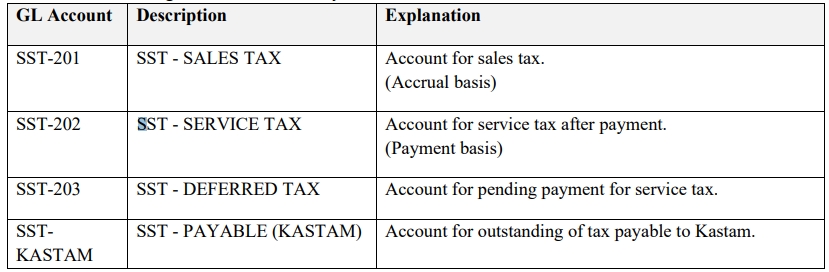 GL Account Description Explanation
SST-201 SST - SALES TAX Account for sales tax.
(Accrual basis)
SST-202 SST - SERVICE TAX Account for service tax after payment.
(Payment basis)
SST-203 SST - DEFERRED TAX Account for pending payment for service tax.
SST- SST - PAYABLE (KASTAM) Account for outstanding of tax payable to Kastam.
KASTAM